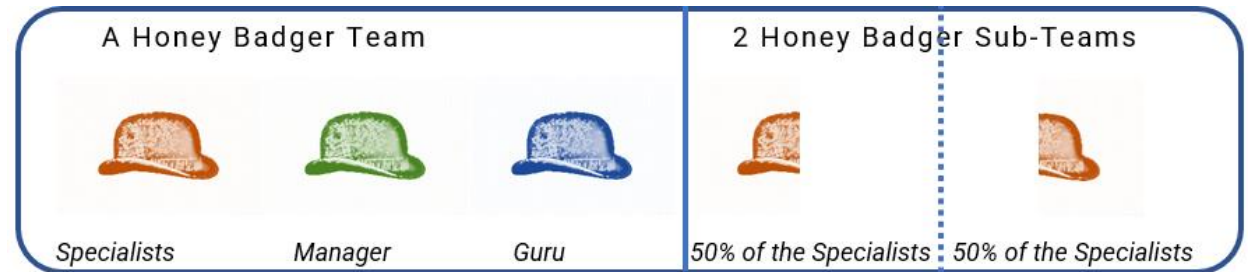 A Honey Badger Team
2 Honey Badger Sub-Teams
Specialists
Manager
Guru
50% of the Specialists
50% of the Specialists